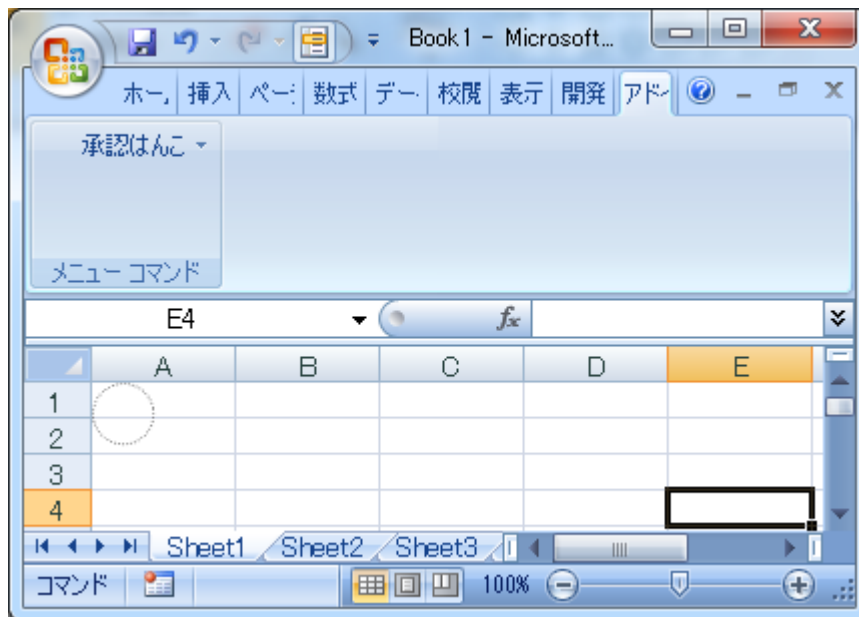 Book1 - Microsoft...
ホー. 挿入 ペー: 数式 デー. 校閲 表示 開発 アド
承認はんこ
メニュー コマンド
E4 fx
A B C D E
1
2
3
4
Sheet1 Sheet2 Sheet3
コマンド 100%